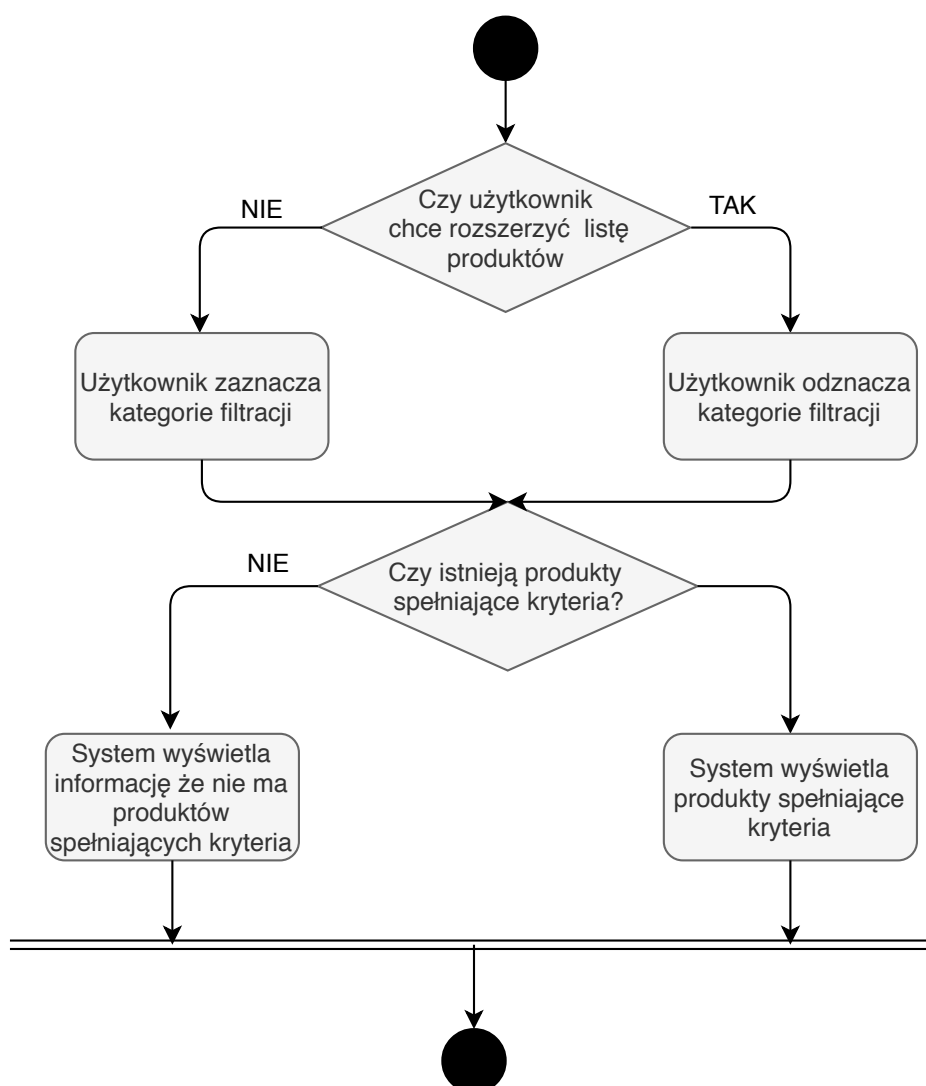 Czy użytkownik
chce rozszerzyć listę
produktów
NIE
TAK
Użytkownik zaznacza
kategorie filtracji
Użytkownik odznacza
kategorie filtracji
NIE
Czy istnieją produkty
spełniające kryteria?
System wyświetla
informację że nie ma
produktów
spełniających kryteria
System wyświetla
produkty spełniające
kryteria